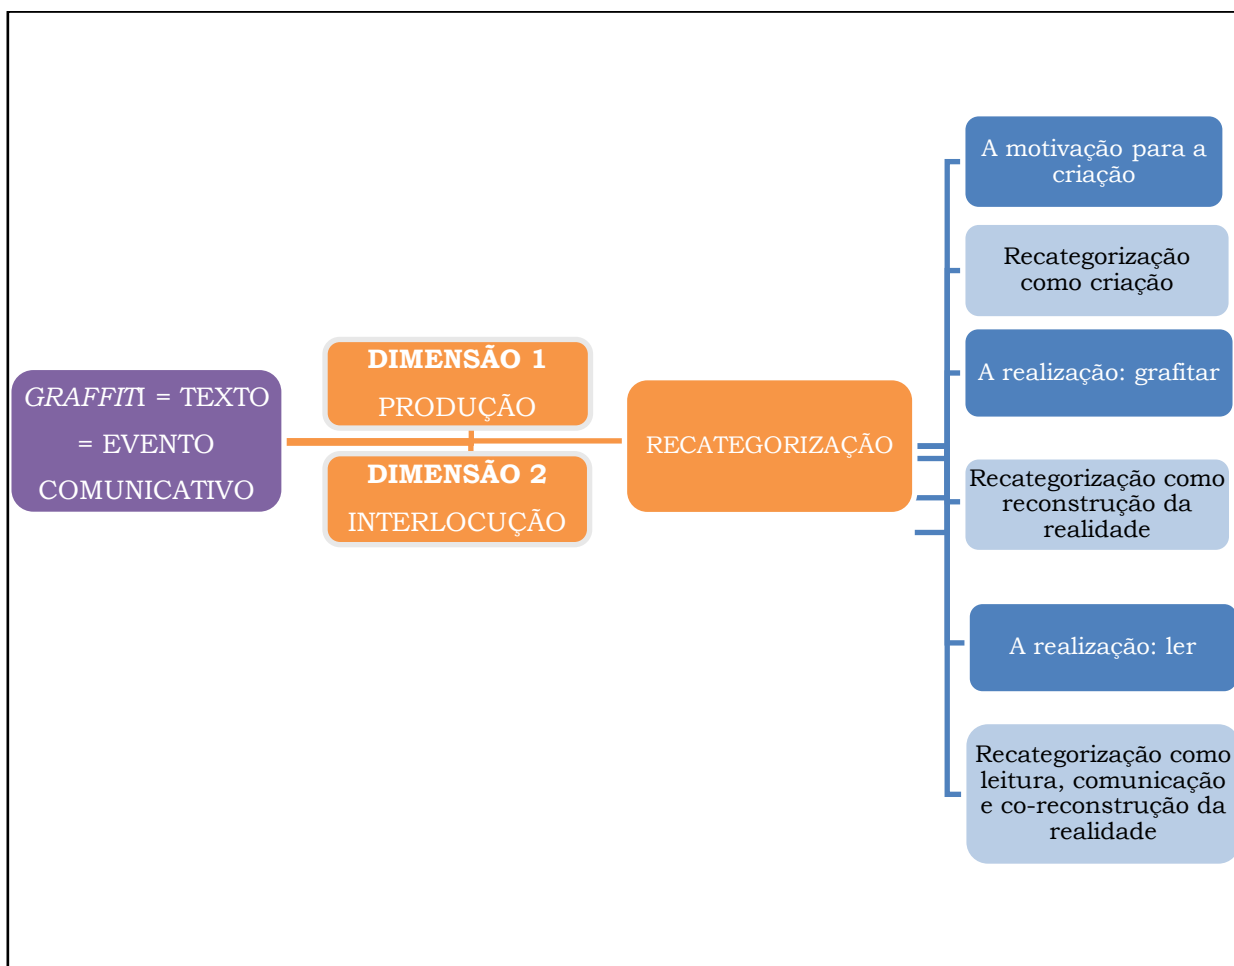 GRAFFITI = TEXTO
= EVENTO
COMUNICATIVO
DIMENSÃO 1
PRODUÇÃO
DIMENSÃO 2
INTERLOCUÇÃO
RECATEGORIZAÇÃO
A motivação para a
criação
Recategorização
como criação
A realização: grafitar
Recategorização como
reconstrução da
realidade
A realização: ler
Recategorização como
leitura, comunicação
e co-reconstrução da
realidade